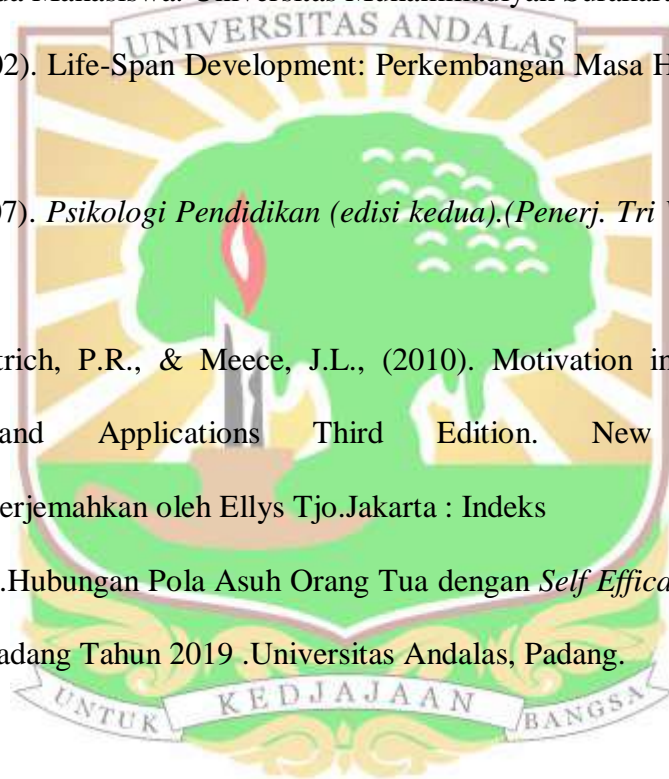 da Mahasiswa. Universitas Muhammadiyah Surakart
UNIVERSITAS ANDALAS
02). Life-Span Development: Perkembangan Masa H
07). Psikologi Pendidikan (edisi kedua).(Penerj. Tri
trich, P.R., & Meece, J.L., (2010). Motivation in
and Applications Third Edition. New
erjemahkan oleh Ellys Tjo.Jakarta : Indeks
.Hubungan Pola Asuh Orang Tua dengan Self Effica
adang Tahun 2019 .Universitas Andalas, Padang.
UNTUK KEDJAJAAN BANGSA